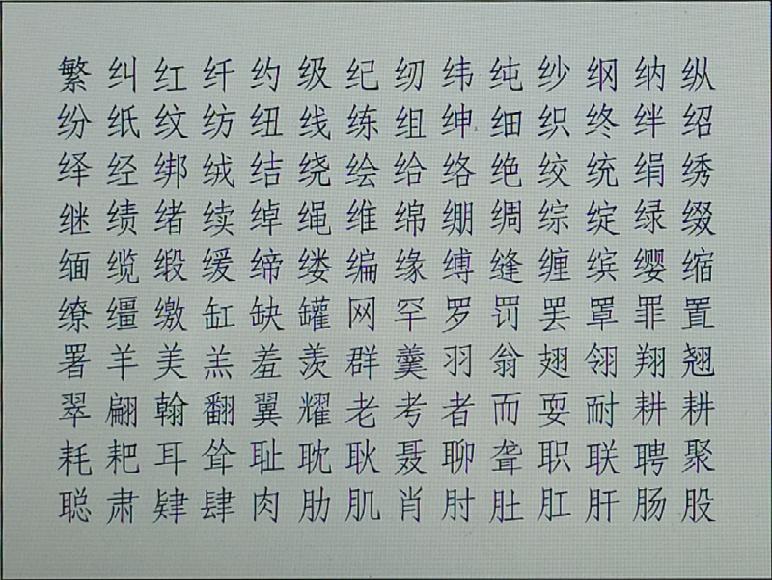 繁纠红纤约级纪纫纬纯纱纲纳纵
纷纸纹纺纽线练组绅细织终绊绍
绎经绑绒结绕绘给络绝绞统绢绣
继绩绪续绰绳维绵绷绸综绽绿缀
缅缆缎缓缔缕编缘缚缝缠缤缨缩
缭缰缴缸缺罐网罕罗罚罢罩罪置
署羊美羔羞羡群羹羽翁翅翎翔翘
翠翩翰翻翼耀老考者而耍耐耕耕
耗耙耳耸耻耽耿聂聊聋职联聘聚
聪肃肄肆肉肋肌肖肘肚肛肝肠股